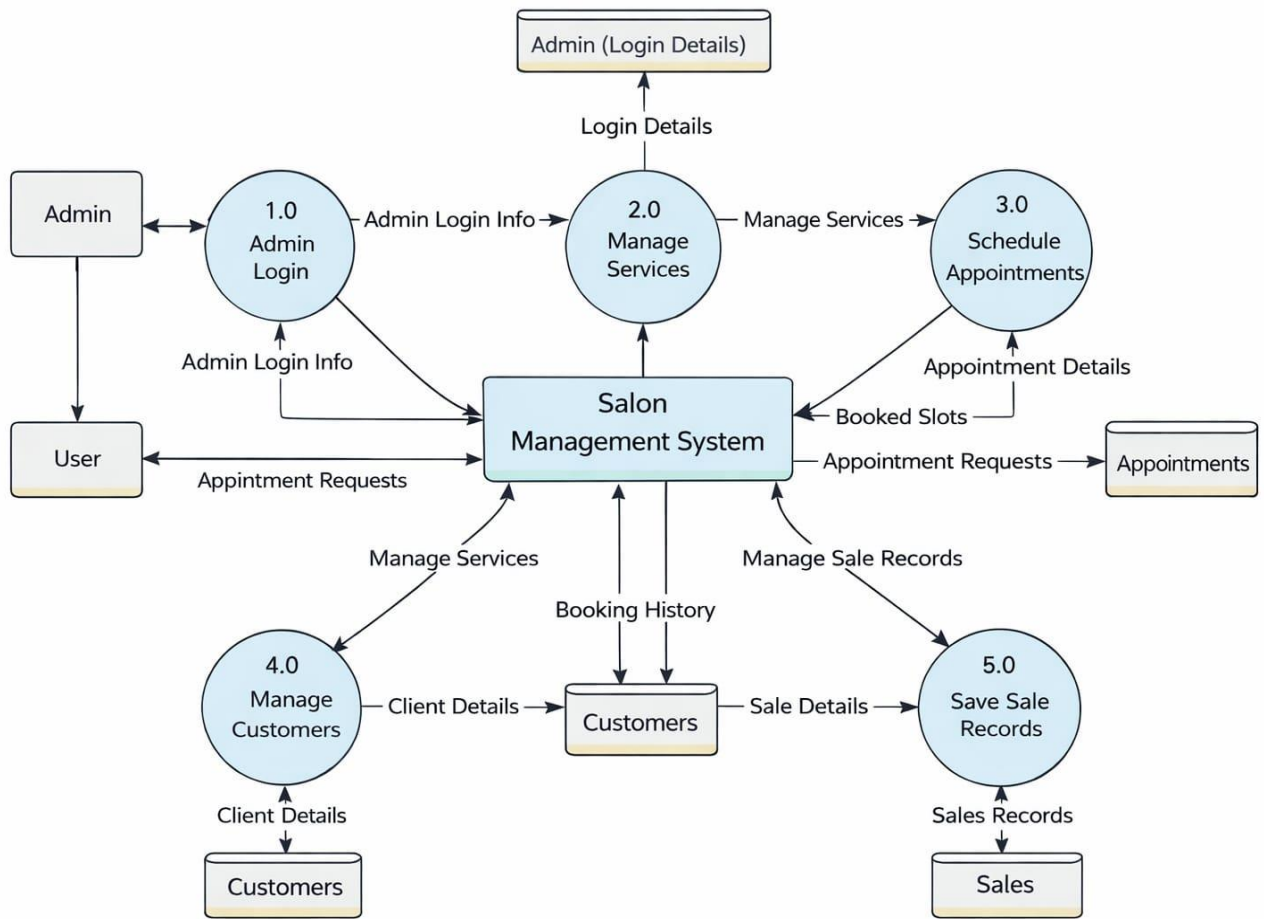 Admin (Login Details)
Login Details
Admin
1.0
Admin
Login
Admin Login Info
2.0
Manage
Services
Manage Services
3.0
Schedule
Appointments
Admin Login Info
Appointment Details
Salon
Management System
Booked Slots
User
Appintment Requests
Appointment Requests
Appointments
Manage Services
Manage Sale Records
Booking History
4.0
Manage
Customers
Client Details
Customers
Sale Details
5.0
Save Sale
Records
Client Details
Sales Records
Customers
Sales